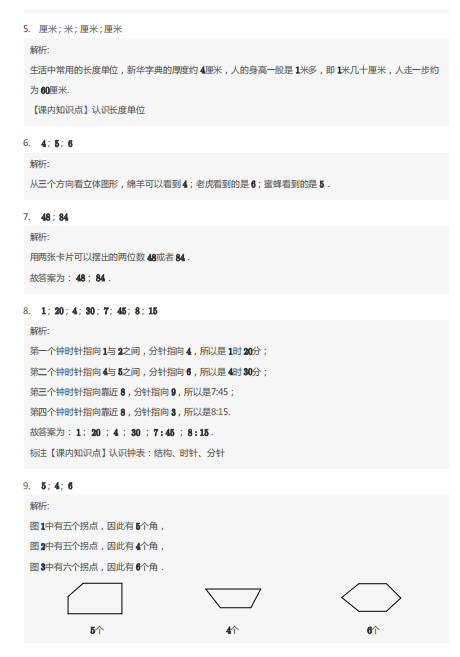 5. 厘米；米；厘米；厘米
解析:
生活中常用的长度单位，新华字典的厚度约 4厘米，人的身高一般是 1米多，即 1米几十厘米，人走一步约
为 60厘米.
【课内知识点】认识长度单位
6. 4；5；6
解析:
从三个方向看立体图形，绵羊可以看到 4；老虎看到的是 6；蜜蜂看到的是 5．
7. 48；84
解析:
用两张卡片可以摆出的两位数 48或者 84．
故答案为： 48； 84．
8. 1；20；4；30；7；45；8；15
解析:
第一个钟时针指向 1与 2之间，分针指向 4，所以是 1时 20分；
第二个钟时针指向 4与 5之间，分针指向 6，所以是 4时 30分；
第三个钟时针指向靠近 8，分针指向 9，所以是7:45；
第四个钟时针指向靠近 8，分针指向 3，所以是8:15.
故答案为： 1； 20 ； 4 ； 30 ； 7：45 ； 8：15．
标注【课内知识点】认识钟表：结构、时针、分针
9. 5；4；6
解析:
图 1中有五个拐点，因此有 5个角，
图 2中有五个拐点，因此有 4个角，
图 3中有六个拐点，因此有 6个角．
5个 4个 6个